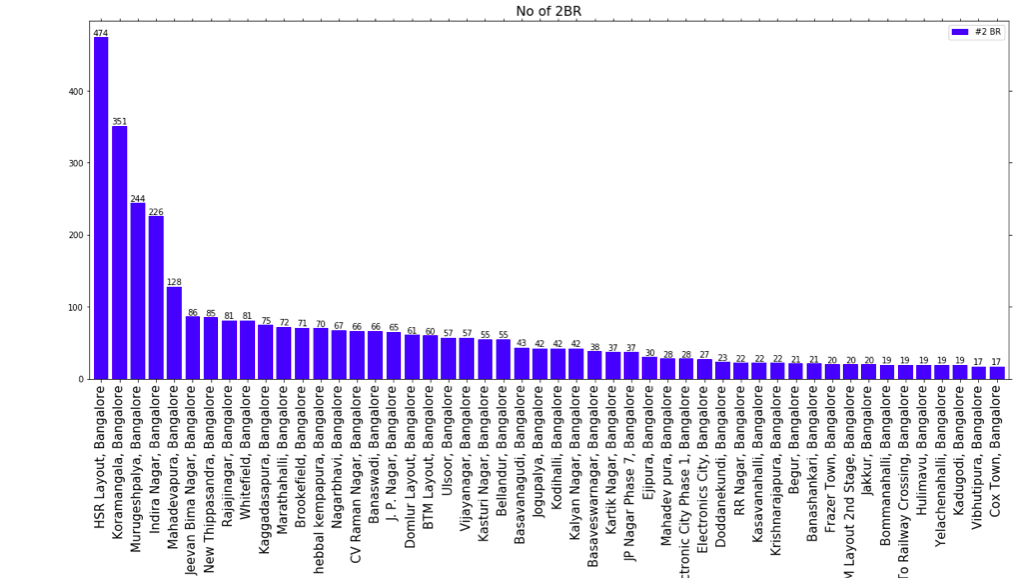 No of 2BR
#2 BR
474
351
244
226
128
86
85
81
81
75
72
71
70
67
66
66
65
61
60
57
57
55
55
43
42
42
42
38
37
37
30
28
28
27
23
22
22
22
21
21
20
20
20
19
19
19
19
19
17
17
400
300
200
100
0
HSR Layout, Bangalore
Koramangala, Bangalore
Murugeshpalya, Bangalore
Indira Nagar, Bangalore
Mahadevapura, Bangalore
Jeevan Bima Nagar, Bangalore
New Thippasandra, Bangalore
Rajajinagar, Bangalore
Whitefield, Bangalore
Kaggadasapura, Bangalore
Marathahalli, Bangalore
Brookefield, Bangalore
hebbal kempapura, Bangalore
Nagarbhavi, Bangalore
CV Raman Nagar, Bangalore
Banaswadi, Bangalore
J. P. Nagar, Bangalore
Domlur Layout, Bangalore
BTM Layout, Bangalore
Ulsoor, Bangalore
Vijayanagar, Bangalore
Kasturi Nagar, Bangalore
Bellandur, Bangalore
Basavanagudi, Bangalore
Jogupalya, Bangalore
Kodihalli, Bangalore
Kalyan Nagar, Bangalore
Basaveswarnagar, Bangalore
Kartik Nagar, Bangalore
JP Nagar Phase 7, Bangalore
Ejipura, Bangalore
Mahadev pura, Bangalore
ctronic City Phase 1, Bangalore
Electronics City, Bangalore
Doddanekundi, Bangalore
RR Nagar, Bangalore
Kasavanahalli, Bangalore
Krishnarajapura, Bangalore
Begur, Bangalore
Banashankari, Bangalore
Frazer Town, Bangalore
M Layout 2nd Stage, Bangalore
Jakkur, Bangalore
Bommanahalli, Bangalore
To Railway Crossing, Bangalore
Hulimavu, Bangalore
Yelachenahalli, Bangalore
Kadugodi, Bangalore
Vibhutipura, Bangalore
Cox Town, Bangalore